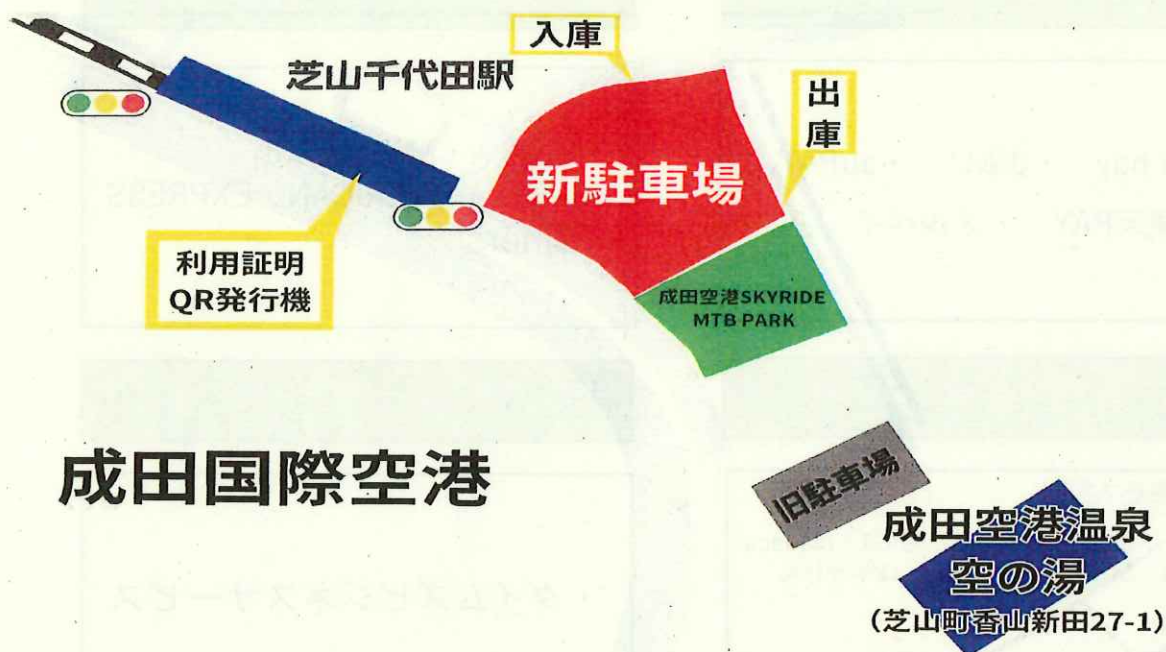 入庫
芝山千代田駅
出
庫
新駐車場
利用証明
QR発行機
成田空港SKYRIDE
MTB PARK
成田国際空港
旧駐車場
成田空港温泉
空の湯
(芝山町香山新田27-1)